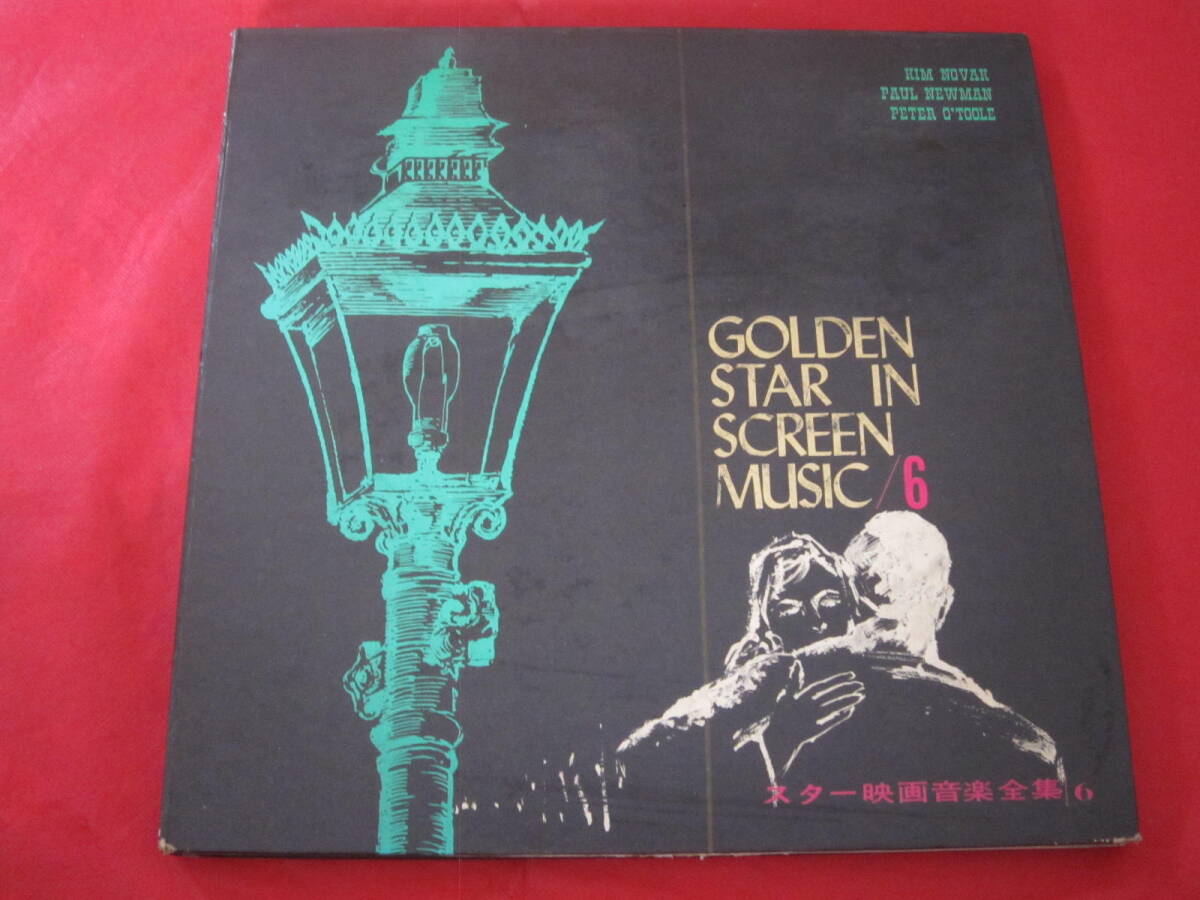 KIM NOVAK
PAUL NEWMAN
PETER O'TOOLE
GOLDEN
STAR IN
SCREEN
MUSIC/6
スター映画音楽全集/6